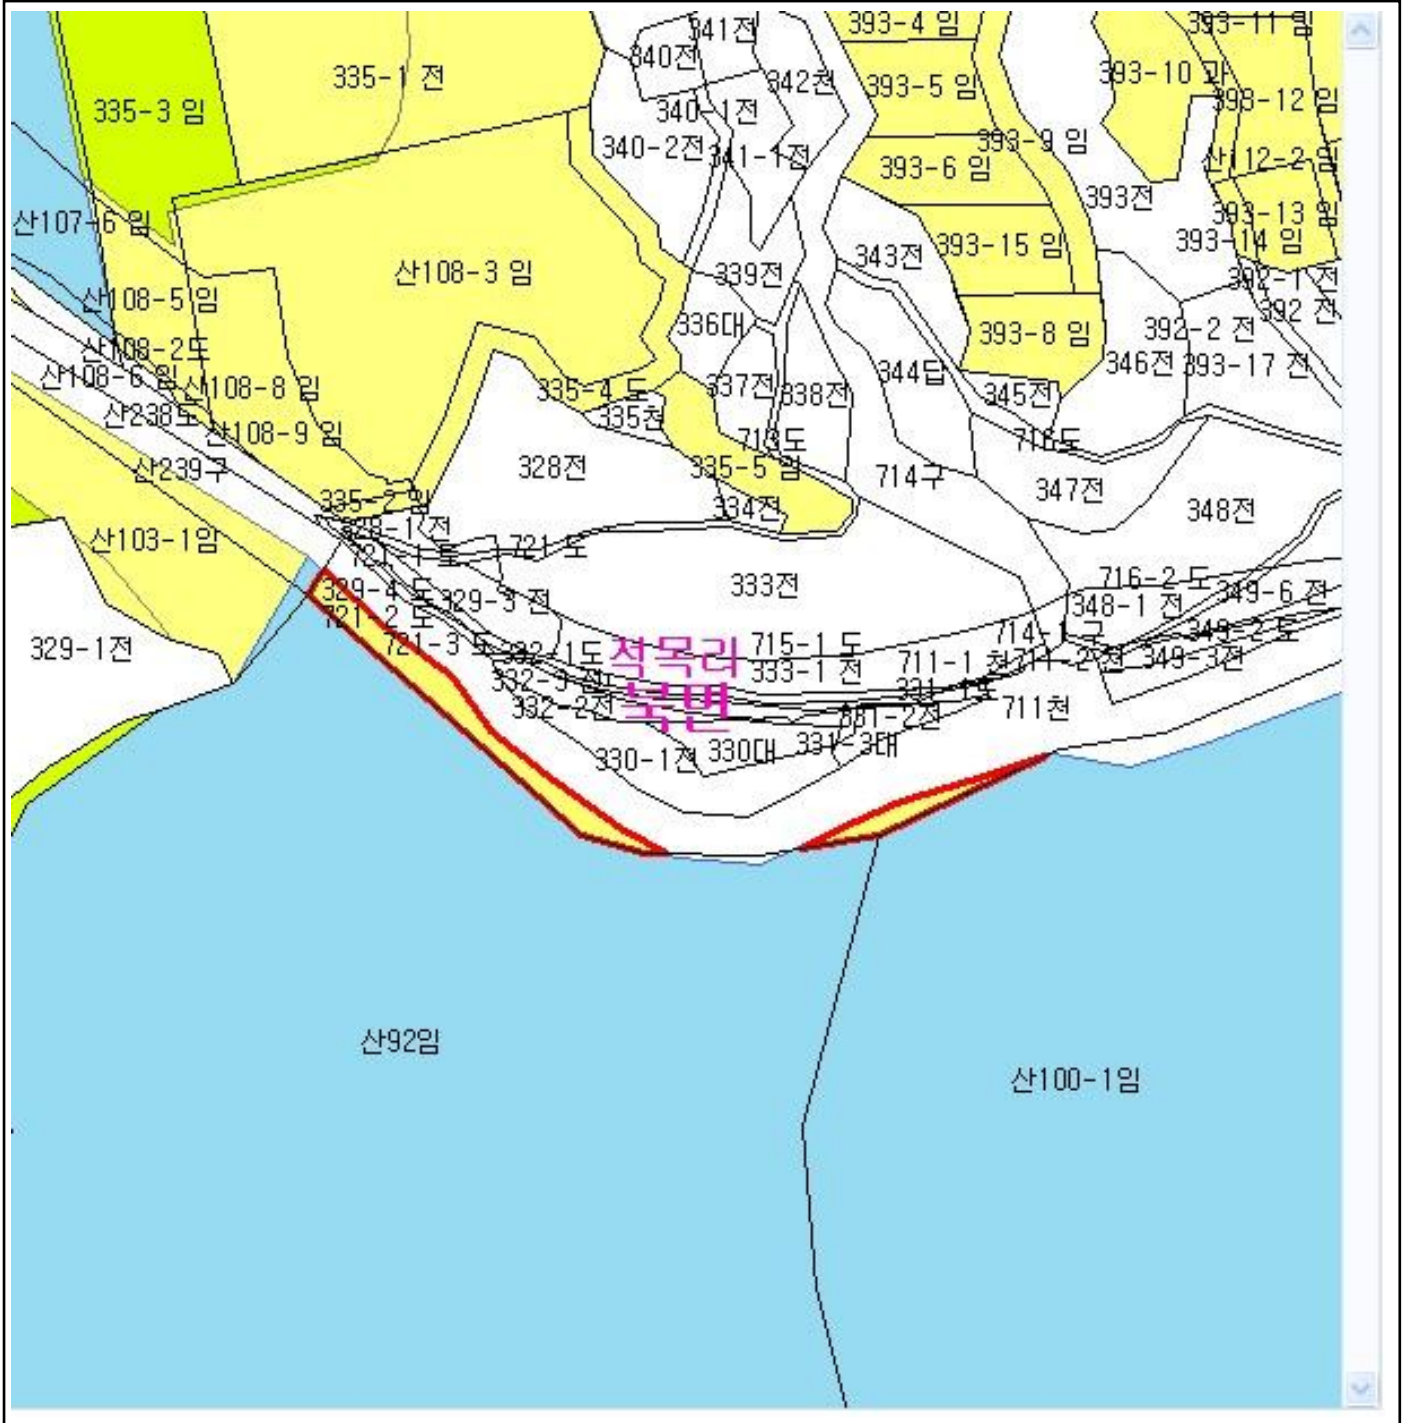 341전
393-4 임
393-11 임
340전
335-1 전
342천
393-5 임
393-10 과
335-3 임
340-1전
393-12 임
340-2전
341-1전
393-9 임
393-6 임
산112-2 임
393전
산107-6 임
393-13 임
343전
393-15 임
393-14 임
산108-3 임
339전
392-1 전
산108-5 임
392 전
336대
393-8 임
392-2 전
산108-2도
346전
393-17 전
산108-6 임
산108-8 임
335-4 도
337전
338전
344답
345전
산238도
335천
산108-9 임
713도
716도
산239구
328전
335-5 임
714구
347전
335-2 임
334전
348전
328-1 전
산103-1임
721 도
721-1 도
333전
716-2 도
329-4 도
329-3 전
348-1 전
349-6 전
721-2 도
714-1 구
349-2 도
329-1전
721-3 도
332-1도
적목리
715-1 도
333-1 전
711-1 천
711-2 천
349-3전
332-3 전
331-1도
332-2전
북면
331-2전
711천
330-1전
330대
331-3대
산92임
산100-1임